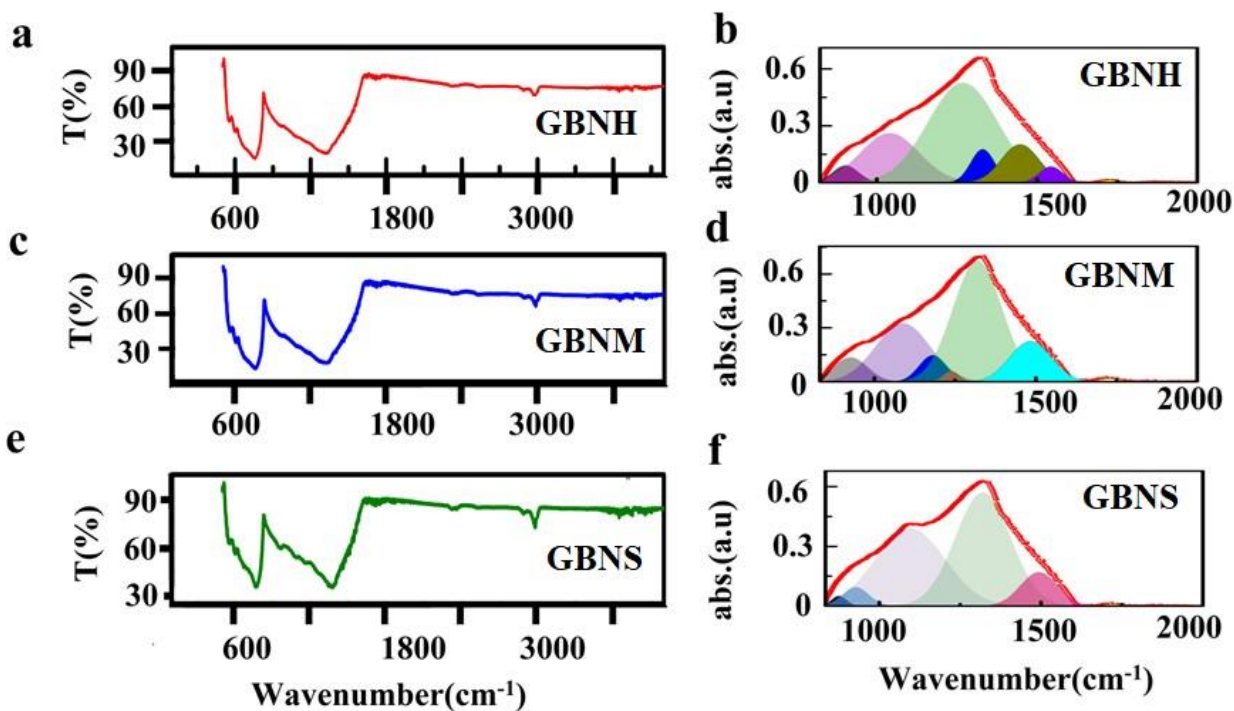 a
T(%)
90
60
30
GBNH
600
1800
3000
b
abs.(a.u)
0.6
0.3
0
GBNH
1000
1500
2000
c
T(%)
90
60
30
GBNM
600
1800
3000
d
abs.(a.u)
0.6
0.3
0
GBNM
1000
1500
2000
e
T(%)
90
60
30
GBNS
600
1800
3000
Wavenumber(cm⁻¹)
f
abs.(a.u)
0.6
0.3
0
GBNS
1000
1500
2000
Wavenumber(cm⁻¹)